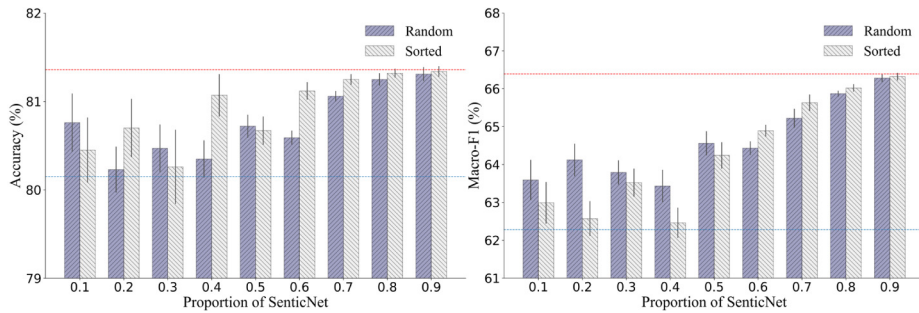 82
81
80
79
Accuracy (%)
Random
Sorted
0.1 0.2 0.3 0.4 0.5 0.6 0.7 0.8 0.9
Proportion of SenticNet
68
67
66
65
64
63
62
61
Macro-F1 (%)
Random
Sorted
0.1 0.2 0.3 0.4 0.5 0.6 0.7 0.8 0.9
Proportion of SenticNet